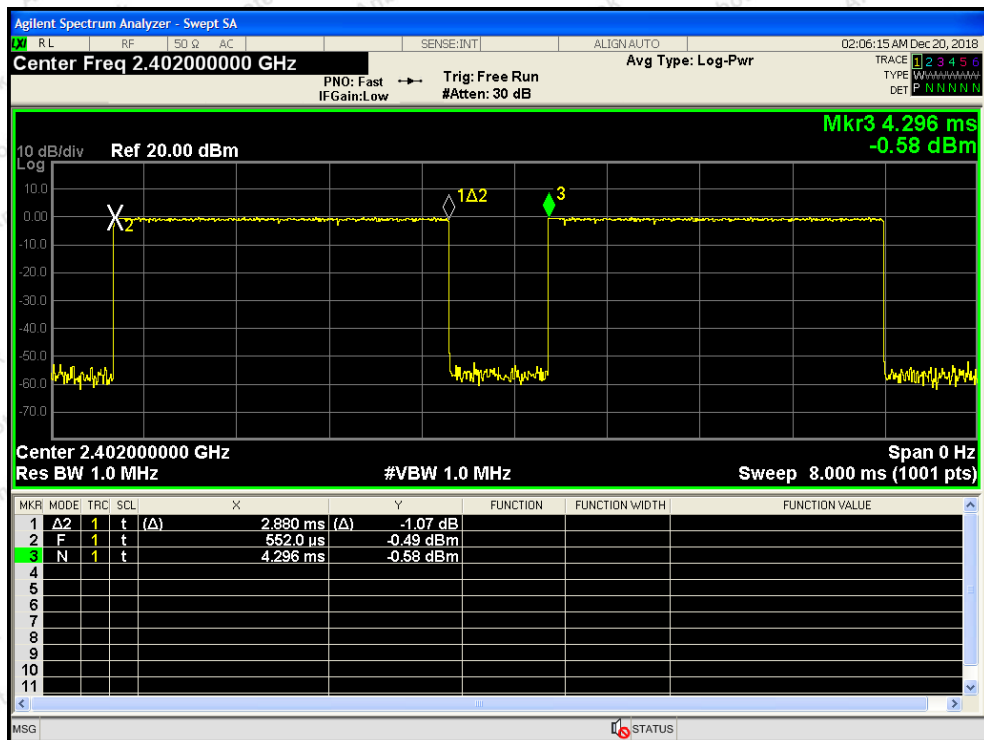 Agilent Spectrum Analyzer - Swept SA
LXI RL RF 50 Ω AC SENSE:INT ALIGN AUTO 02:06:15 AM Dec 20, 2018
Center Freq 2.402000000 GHz Avg Type: Log-Pwr TRACE 1 2 3 4 5 6
PNO: Fast Trig: Free Run TYPE WWWWWW
IFGain:Low #Atten: 30 dB DET P N N N N N
Mkr3 4.296 ms
10 dB/div Ref 20.00 dBm -0.58 dBm
Log
10.0
1Δ2 3
0.00
X2
-10.0
-20.0
-30.0
-40.0
-50.0
-60.0
-70.0
Center 2.402000000 GHz Span 0 Hz
Res BW 1.0 MHz #VBW 1.0 MHz Sweep 8.000 ms (1001 pts)
MKR MODE TRC SCL X Y FUNCTION FUNCTION WIDTH FUNCTION VALUE
1 Δ2 1 t (Δ) 2.880 ms (Δ) -1.07 dB
2 F 1 t 552.0 µs -0.49 dBm
3 N 1 t 4.296 ms -0.58 dBm
4
5
6
7
8
9
10
11
MSG STATUS